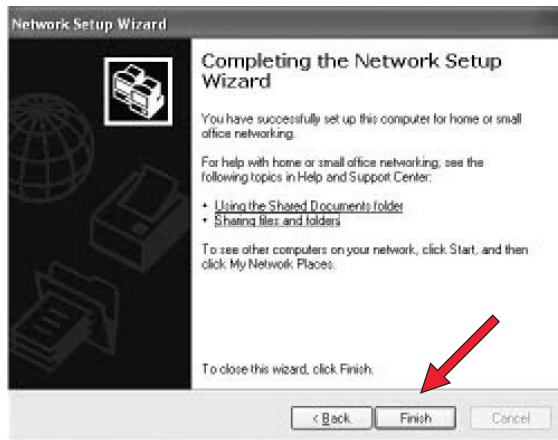 Network Setup Wizard
Completing the Network Setup
Wizard
You have successfully set up this computer for home or small
office networking.
For help with home or small office networking, see the
following topics in Help and Support Center:
• Using the Shared Documents folder
• Sharing files and folders
To see other computers on your network, click Start, and then
click My Network Places.
To close this wizard, click Finish.
< Back Finish Cancel